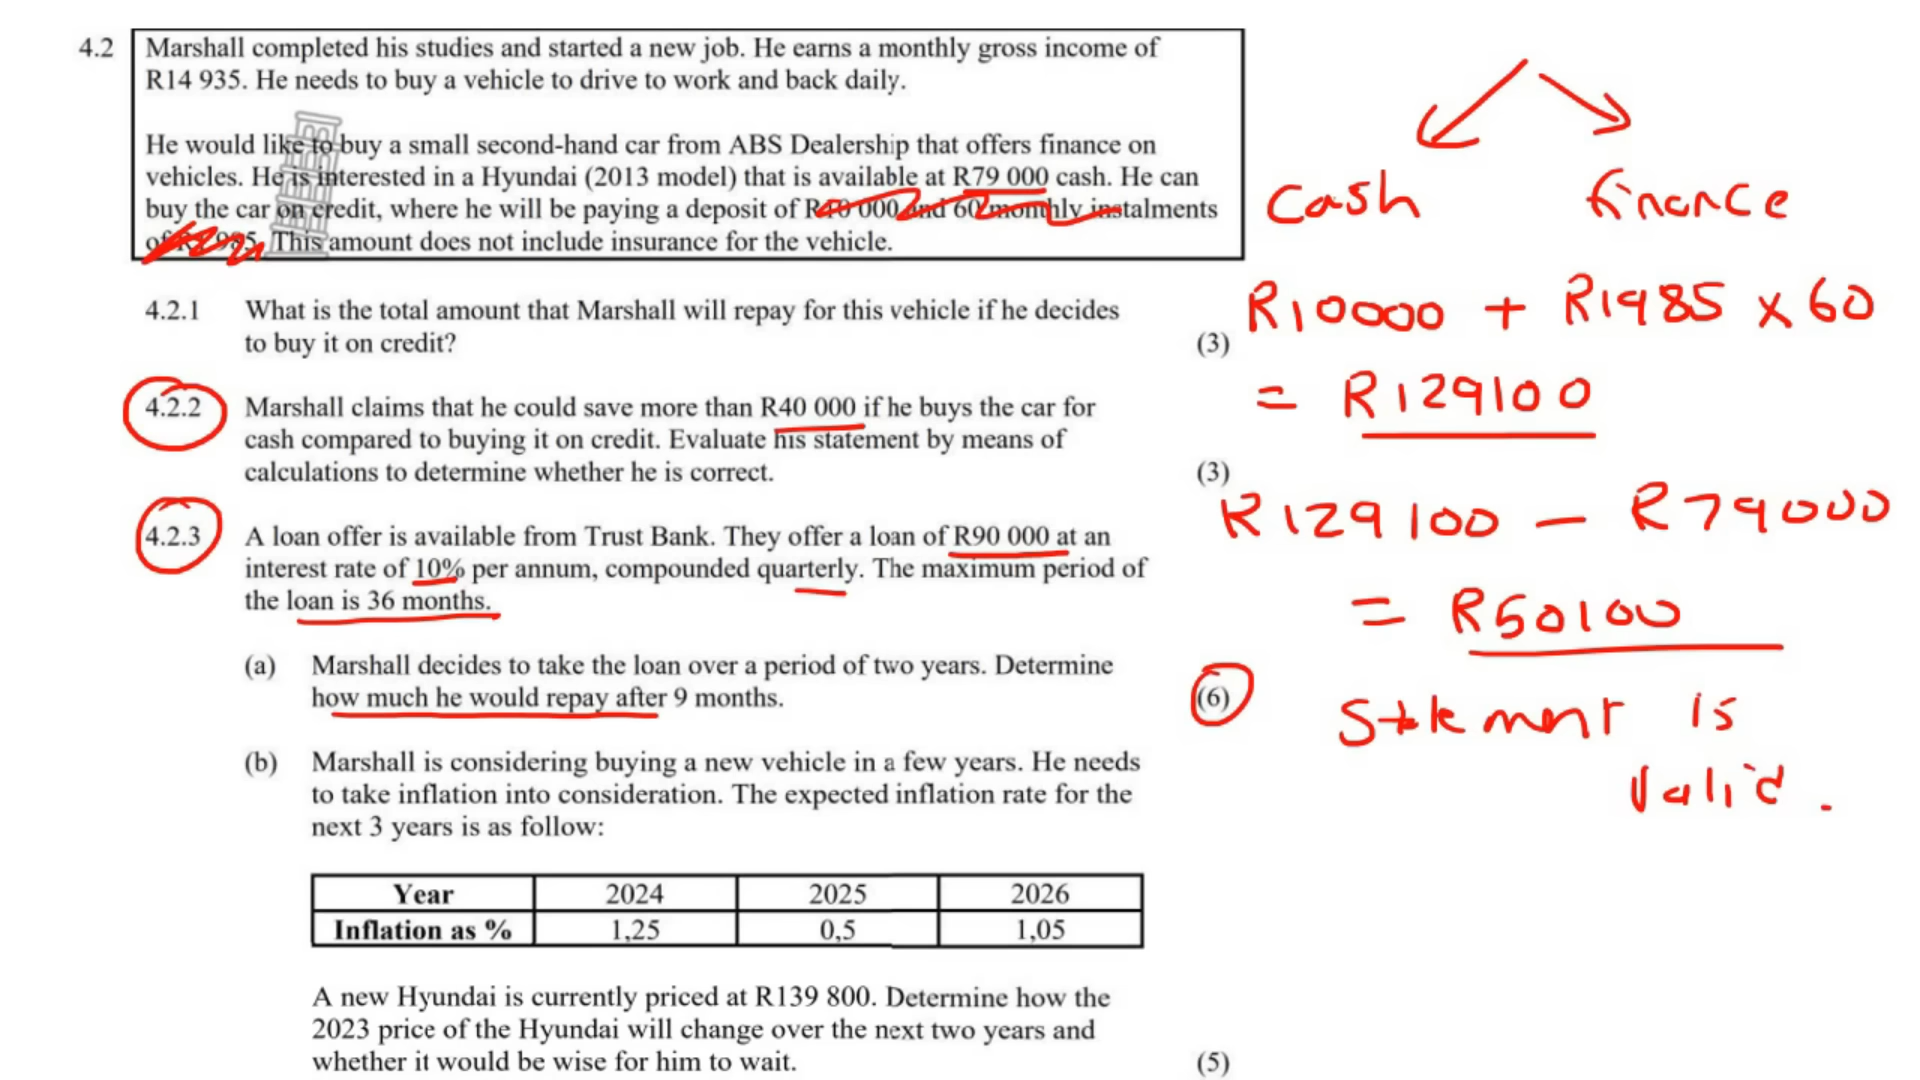 4.2 Marshall completed his studies and started a new job. He earns a monthly gross income of
R14 935. He needs to buy a vehicle to drive to work and back daily.
He would like to buy a small second-hand car from ABS Dealership that offers finance on
vehicles. He is interested in a Hyundai (2013 model) that is available at R79 000 cash. He can
buy the car on credit, where he will be paying a deposit of R10 000 and 60 monthly instalments
of R1 985. This amount does not include insurance for the vehicle.
4.2.1 What is the total amount that Marshall will repay for this vehicle if he decides
to buy it on credit? (3)
4.2.2 Marshall claims that he could save more than R40 000 if he buys the car for
cash compared to buying it on credit. Evaluate his statement by means of
calculations to determine whether he is correct. (3)
4.2.3 A loan offer is available from Trust Bank. They offer a loan of R90 000 at an
interest rate of 10% per annum, compounded quarterly. The maximum period of
the loan is 36 months.
(a) Marshall decides to take the loan over a period of two years. Determine
how much he would repay after 9 months. (6)
(b) Marshall is considering buying a new vehicle in a few years. He needs
to take inflation into consideration. The expected inflation rate for the
next 3 years is as follow:
Year 2024 2025 2026
Inflation as % 1,25 0,5 1,05
A new Hyundai is currently priced at R139 800. Determine how the
2023 price of the Hyundai will change over the next two years and
whether it would be wise for him to wait. (5)
Cash finance
R10000 + R1985 x 60
= R129100
R129100 - R79000
= R50100
Statement is
valid.